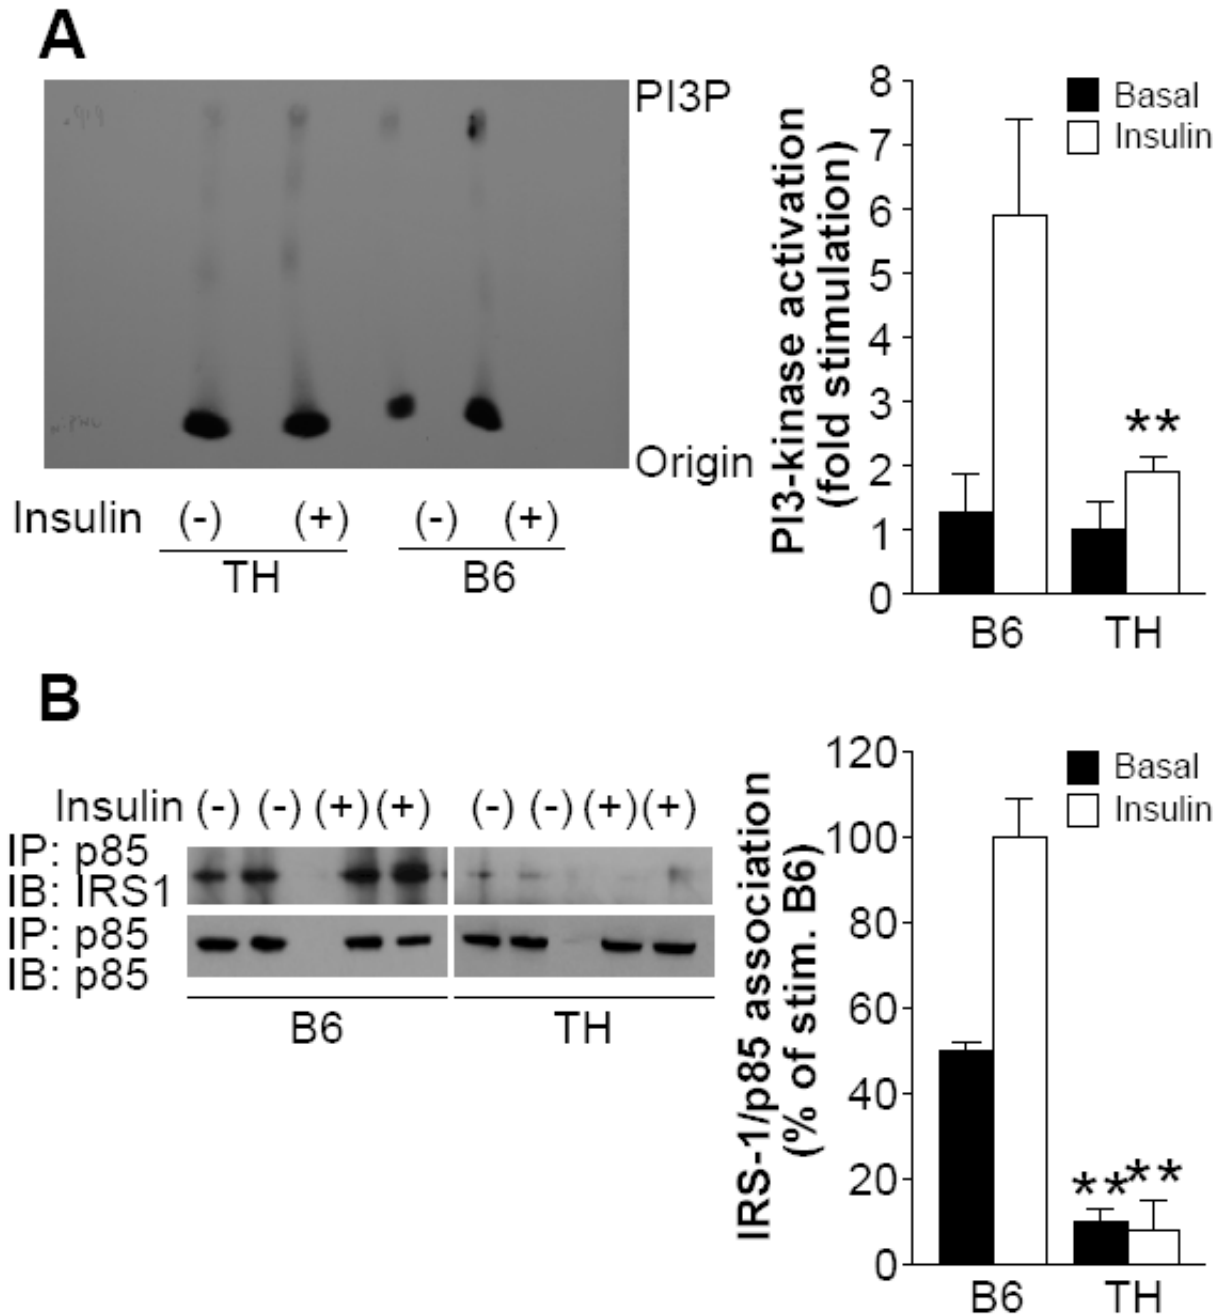 A
PI3P
Origin
Insulin (-) (+) (-) (+)
TH B6
PI3-kinase activation
(fold stimulation)
8
7
6
5
4
3
2
1
0
Basal
Insulin
**
B6 TH
B
Insulin (-) (-) (+) (+) (-) (-) (+) (+)
IP: p85
IB: IRS1
IP: p85
IB: p85
B6 TH
IRS-1/p85 association
(% of stim. B6)
120
100
80
60
40
20
0
Basal
Insulin
** **
B6 TH